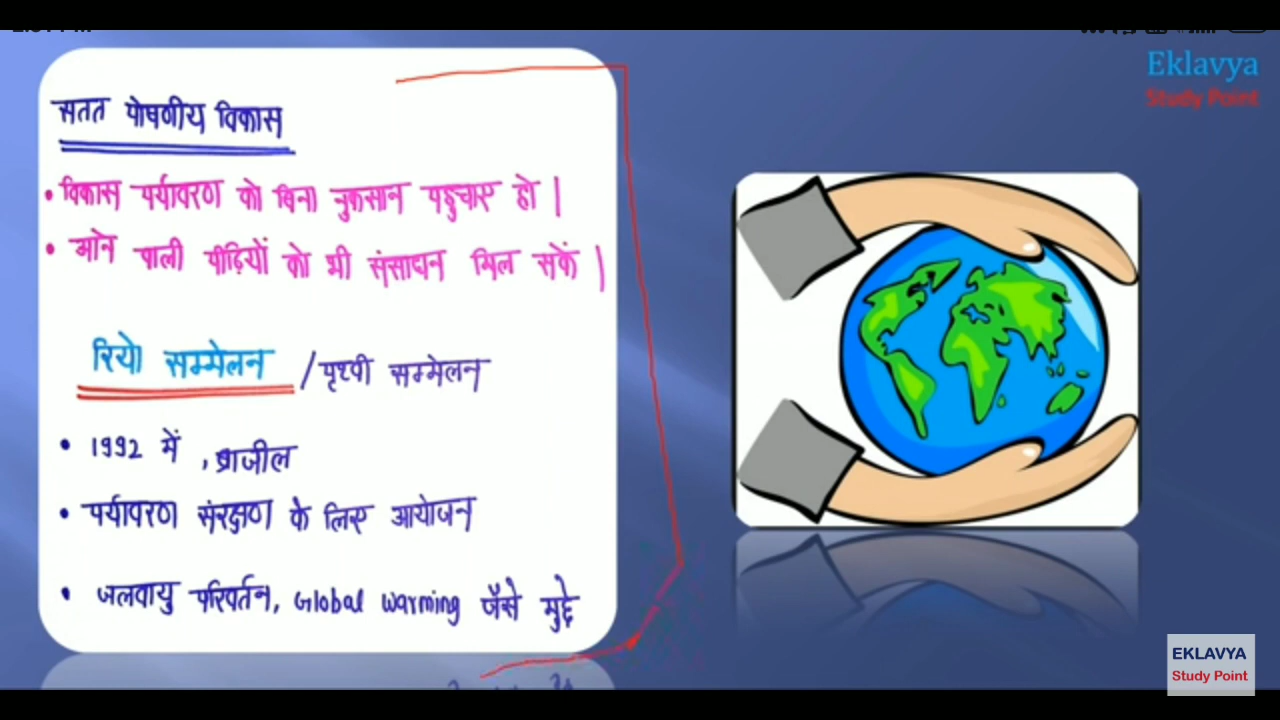 Eklavya
Study Point
सतत पोषणीय विकास
• विकास पर्यावरण को बिना नुकसान पहुचाए हो |
• आने वाली पीढ़ियों को भी संसाधन मिल सकें |
रियो सम्मेलन / पृथ्वी सम्मेलन
• 1992 में , ब्राजील
• पर्यावरण संरक्षण के लिए आयोजन
• जलवायु परिवर्तन, Global warming जैसे मुद्दे
EKLAVYA
Study Point